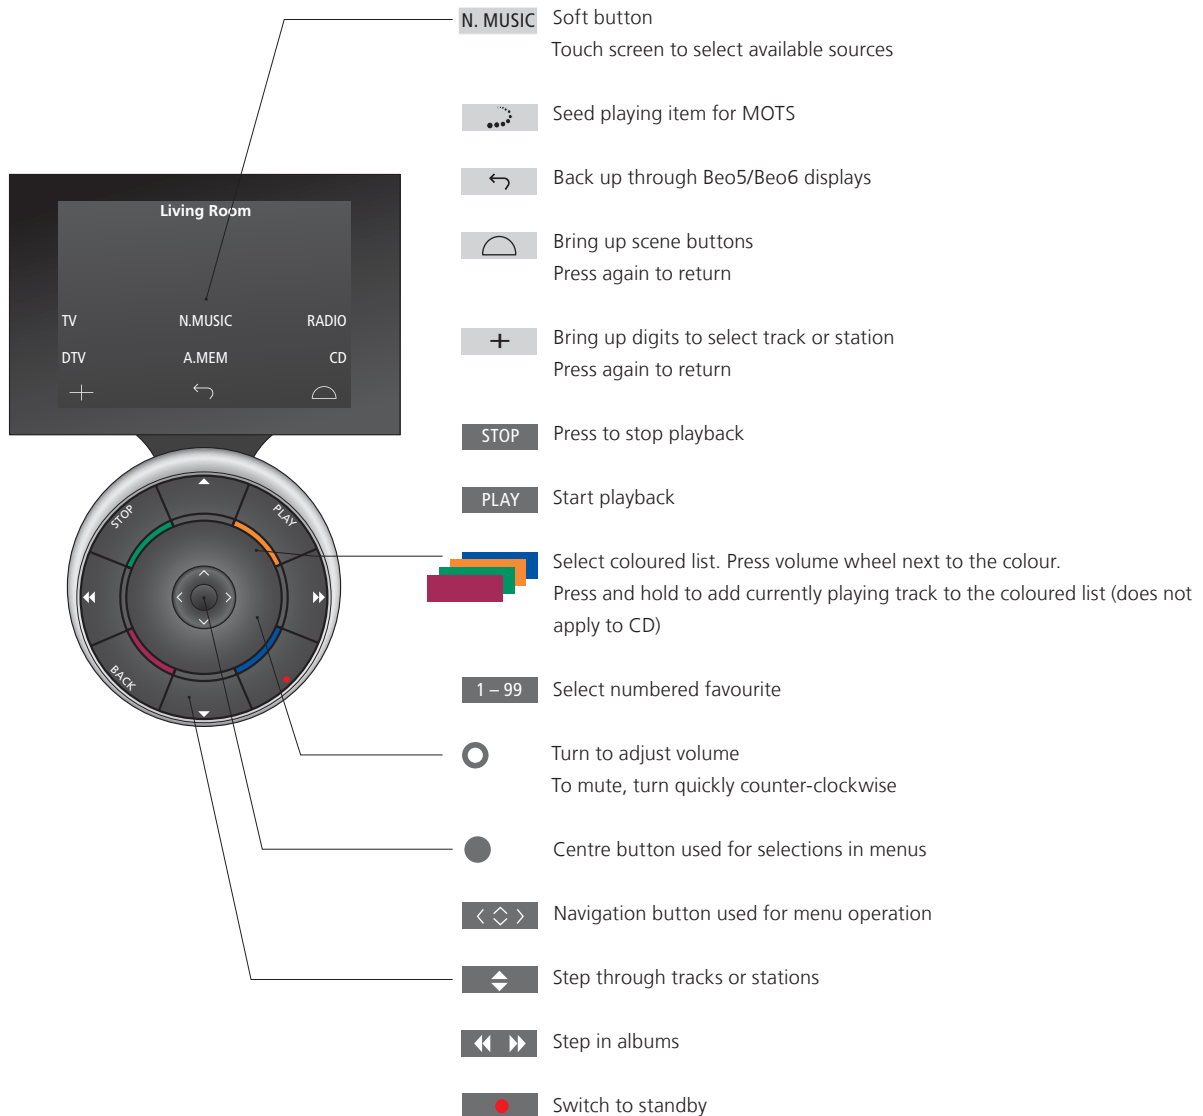 N. MUSIC Soft button
Touch screen to select available sources
Seed playing item for MOTS
Back up through Beo5/Beo6 displays
Bring up scene buttons
Press again to return
Bring up digits to select track or station
Press again to return
STOP Press to stop playback
PLAY Start playback
Select coloured list. Press volume wheel next to the colour.
Press and hold to add currently playing track to the coloured list (does not
apply to CD)
1 – 99 Select numbered favourite
Turn to adjust volume
To mute, turn quickly counter-clockwise
Centre button used for selections in menus
Navigation button used for menu operation
Step through tracks or stations
Step in albums
Switch to standby
Living Room
TV N.MUSIC RADIO
DTV A.MEM CD
STOP
PLAY
BACK